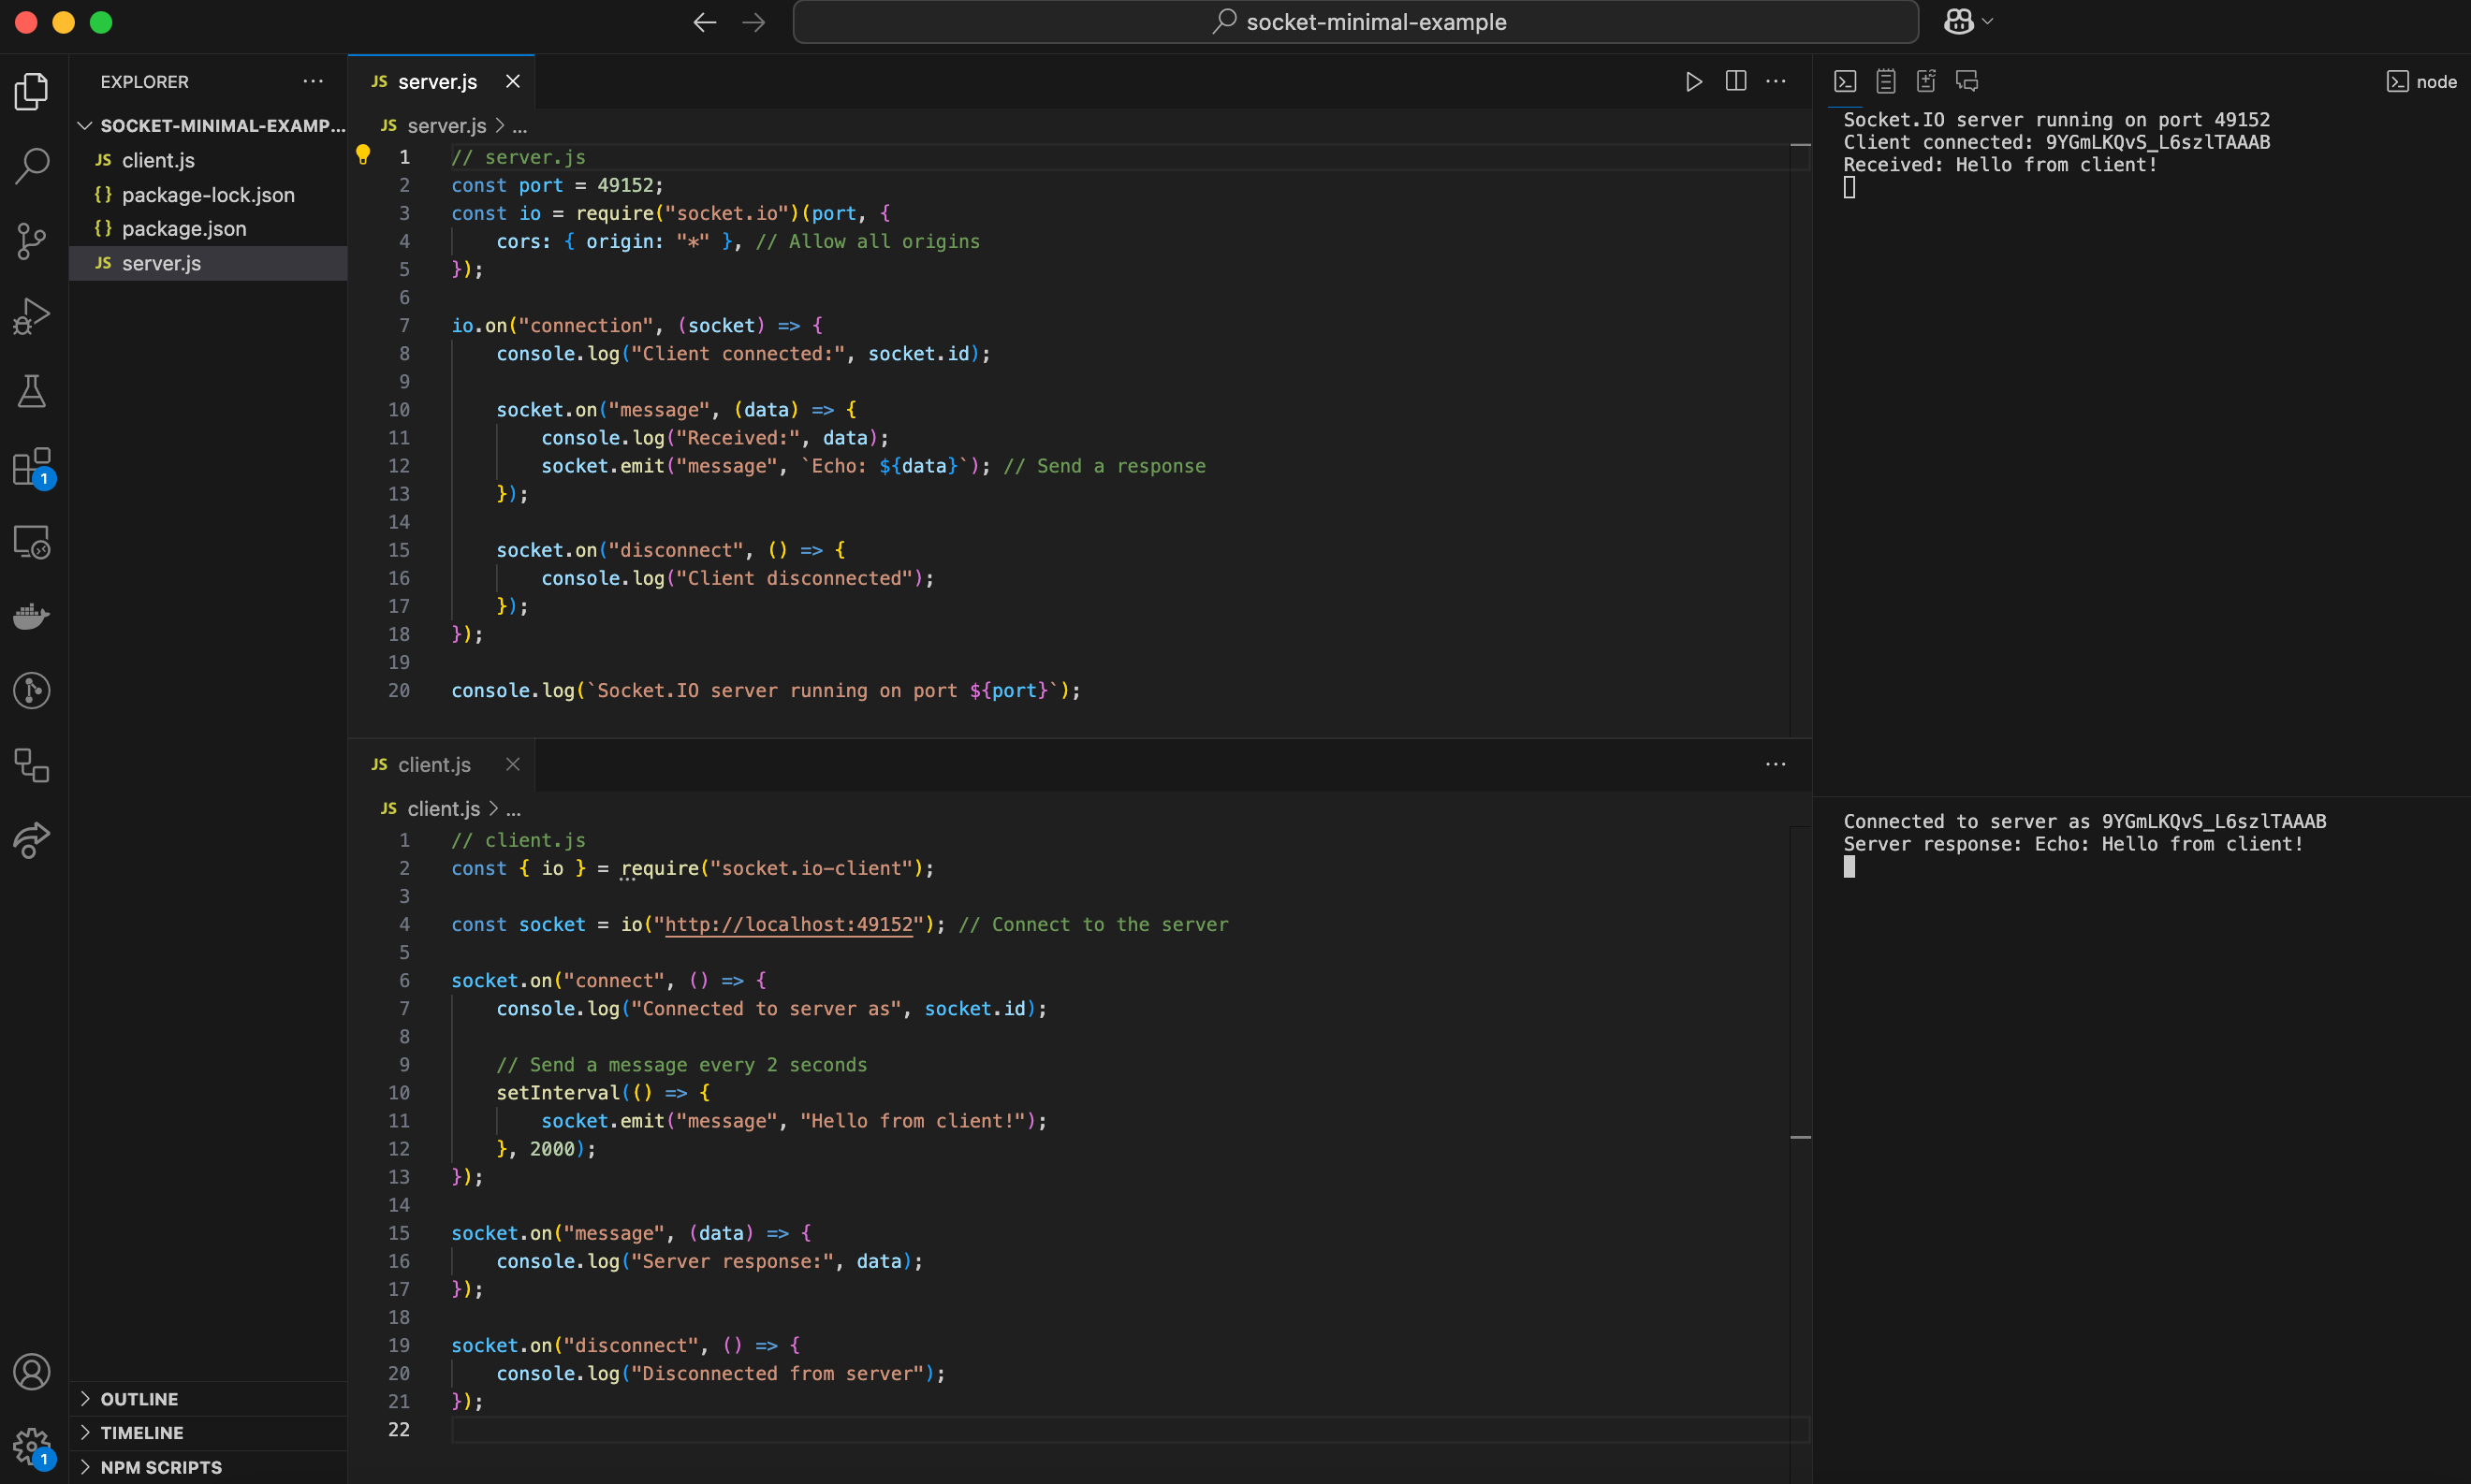 socket-minimal-example
EXPLORER
SOCKET-MINIMAL-EXAMP...
JS client.js
{} package-lock.json
{} package.json
JS server.js
OUTLINE
TIMELINE
NPM SCRIPTS
1
1
JS server.js
JS server.js > ...
1 // server.js
2 const port = 49152;
3 const io = require("socket.io")(port, {
4     cors: { origin: "*" }, // Allow all origins
5 });
6
7 io.on("connection", (socket) => {
8     console.log("Client connected:", socket.id);
9
10     socket.on("message", (data) => {
11         console.log("Received:", data);
12         socket.emit("message", `Echo: ${data}`); // Send a response
13     });
14
15     socket.on("disconnect", () => {
16         console.log("Client disconnected");
17     });
18 });
19
20 console.log(`Socket.IO server running on port ${port}`);
JS client.js
JS client.js > ...
1 // client.js
2 const { io } = require("socket.io-client");
3
4 const socket = io("http://localhost:49152"); // Connect to the server
5
6 socket.on("connect", () => {
7     console.log("Connected to server as", socket.id);
8
9     // Send a message every 2 seconds
10     setInterval(() => {
11         socket.emit("message", "Hello from client!");
12     }, 2000);
13 });
14
15 socket.on("message", (data) => {
16     console.log("Server response:", data);
17 });
18
19 socket.on("disconnect", () => {
20     console.log("Disconnected from server");
21 });
22
node
Socket.IO server running on port 49152
Client connected: 9YGmLKQvS_L6szlTAAAB
Received: Hello from client!
Connected to server as 9YGmLKQvS_L6szlTAAAB
Server response: Echo: Hello from client!